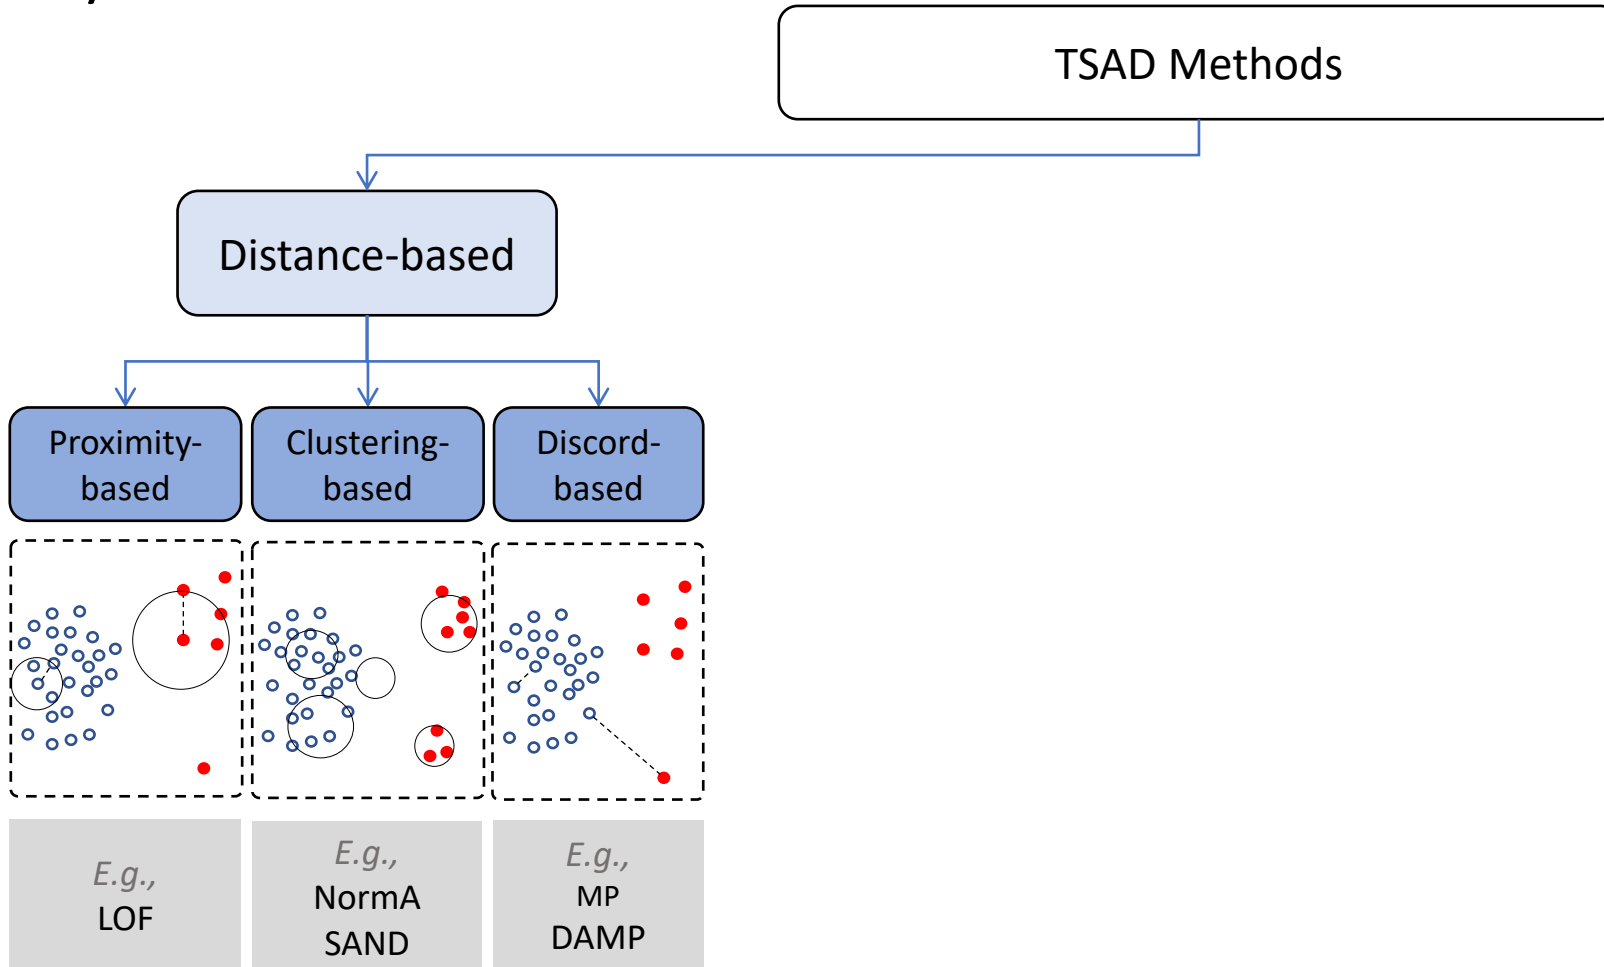 TSAD Methods
Distance-based
Proximity-
based
Clustering-
based
Discord-
based
E.g.,
LOF
E.g.,
NormA
SAND
E.g.,
MP
DAMP